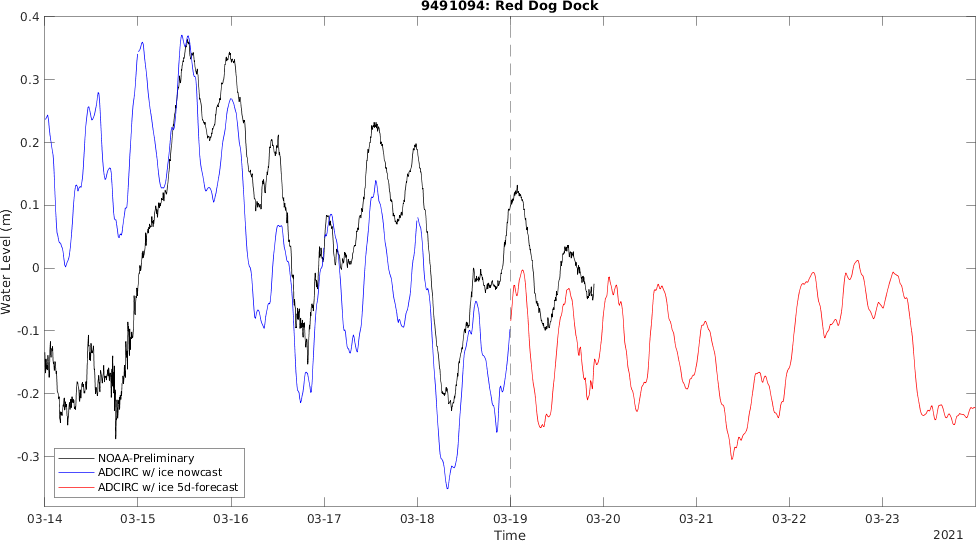 9491094: Red Dog Dock
0.4
0.3
0.2
0.1
0
-0.1
-0.2
-0.3
Water Level (m)
NOAA-Preliminary
ADCIRC w/ ice nowcast
ADCIRC w/ ice 5d-forecast
03-14 03-15 03-16 03-17 03-18 03-19 03-20 03-21 03-22 03-23
Time
2021